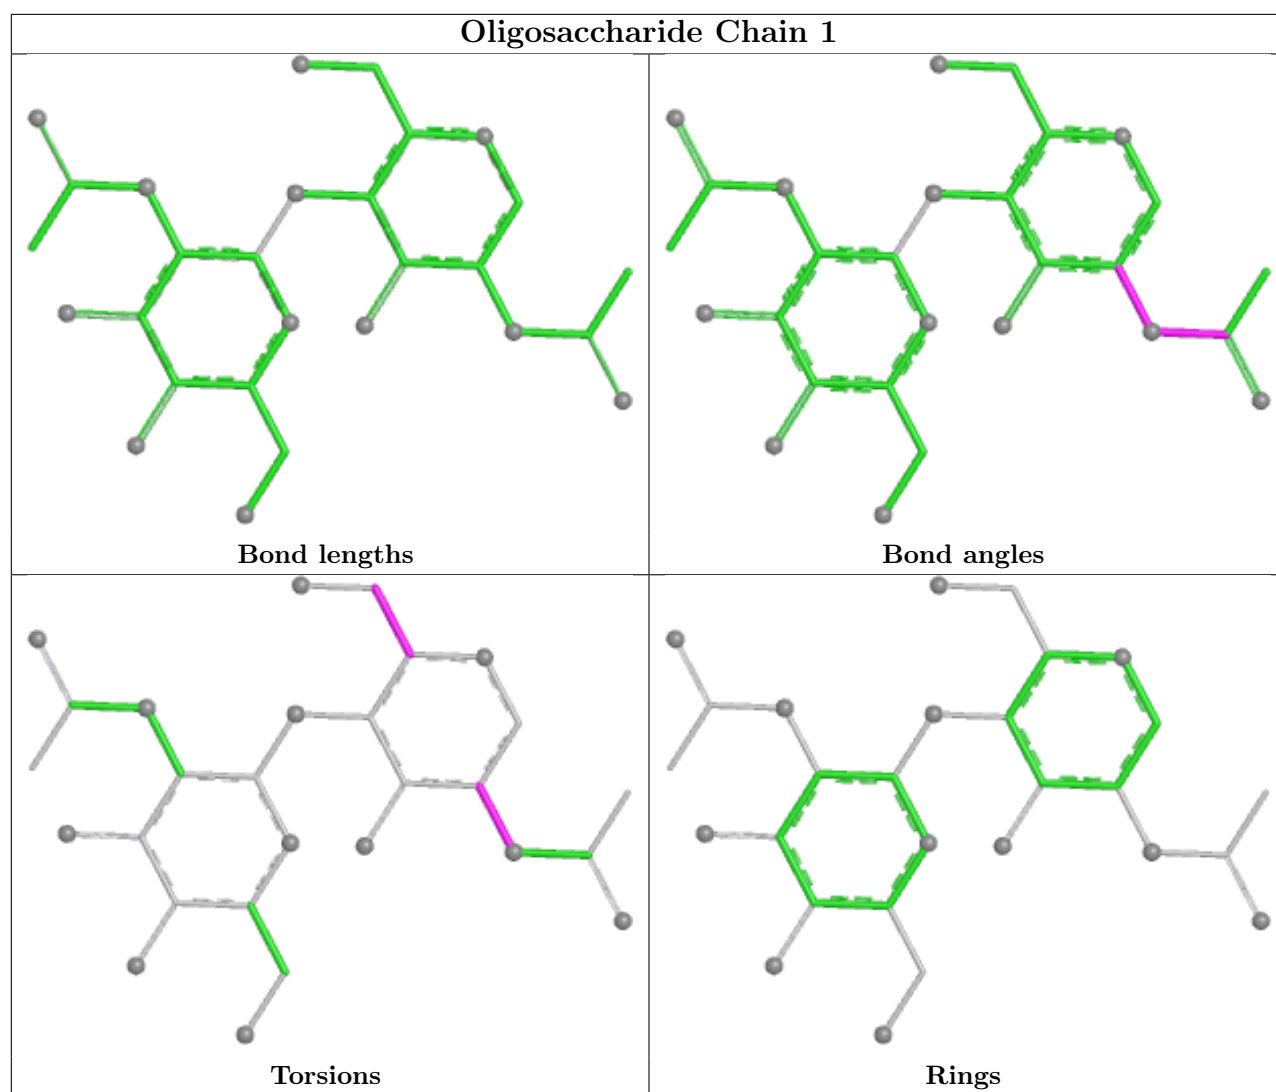 Oligosaccharide Chain 1
Bond lengths
Bond angles
Torsions
Rings